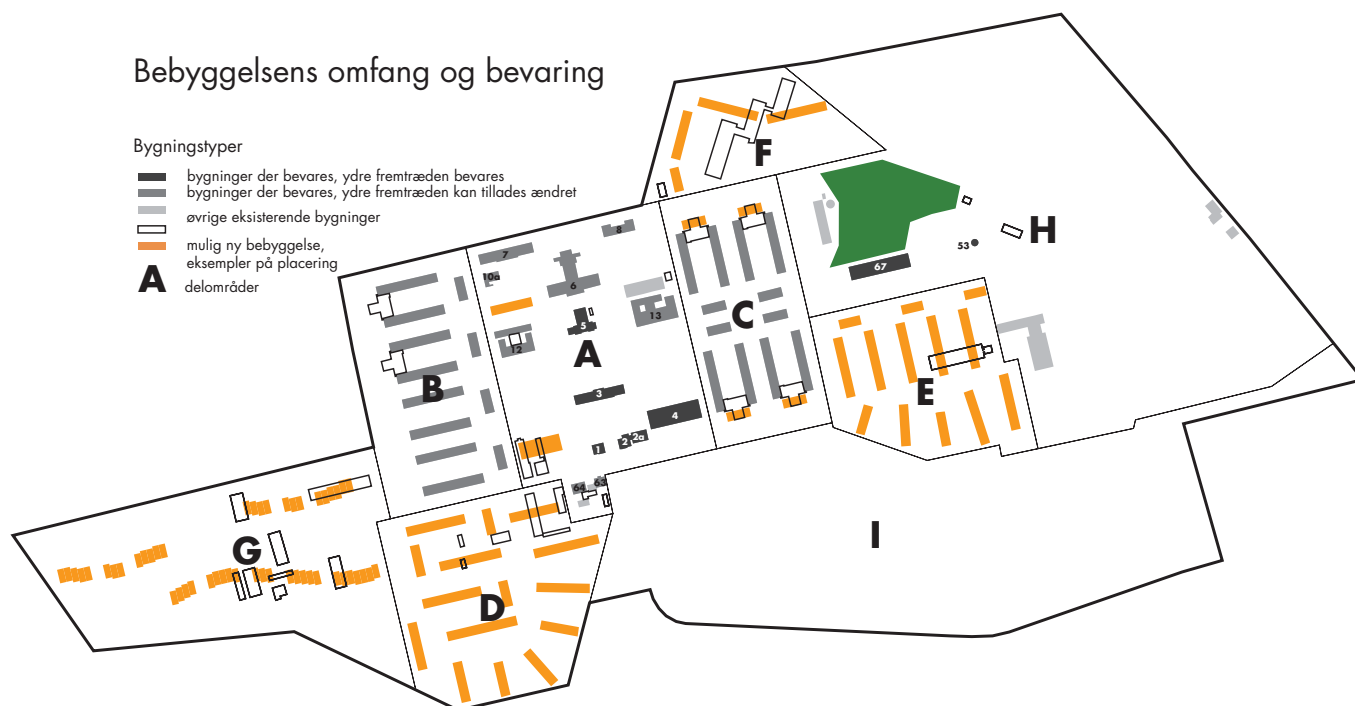 Bebyggelsens omfang og bevaring
Bygningstyper
bygninger der bevares, ydre fremtræden bevares
bygninger der bevares, ydre fremtræden kan tillades ændret
øvrige eksisterende bygninger
mulig ny bebyggelse,
eksempler på placering
A delområder
F
H
53
67
8
7
10a
6
5
13
12
A
C
B
E
3
4
2a
2
1
64
63
I
G
D